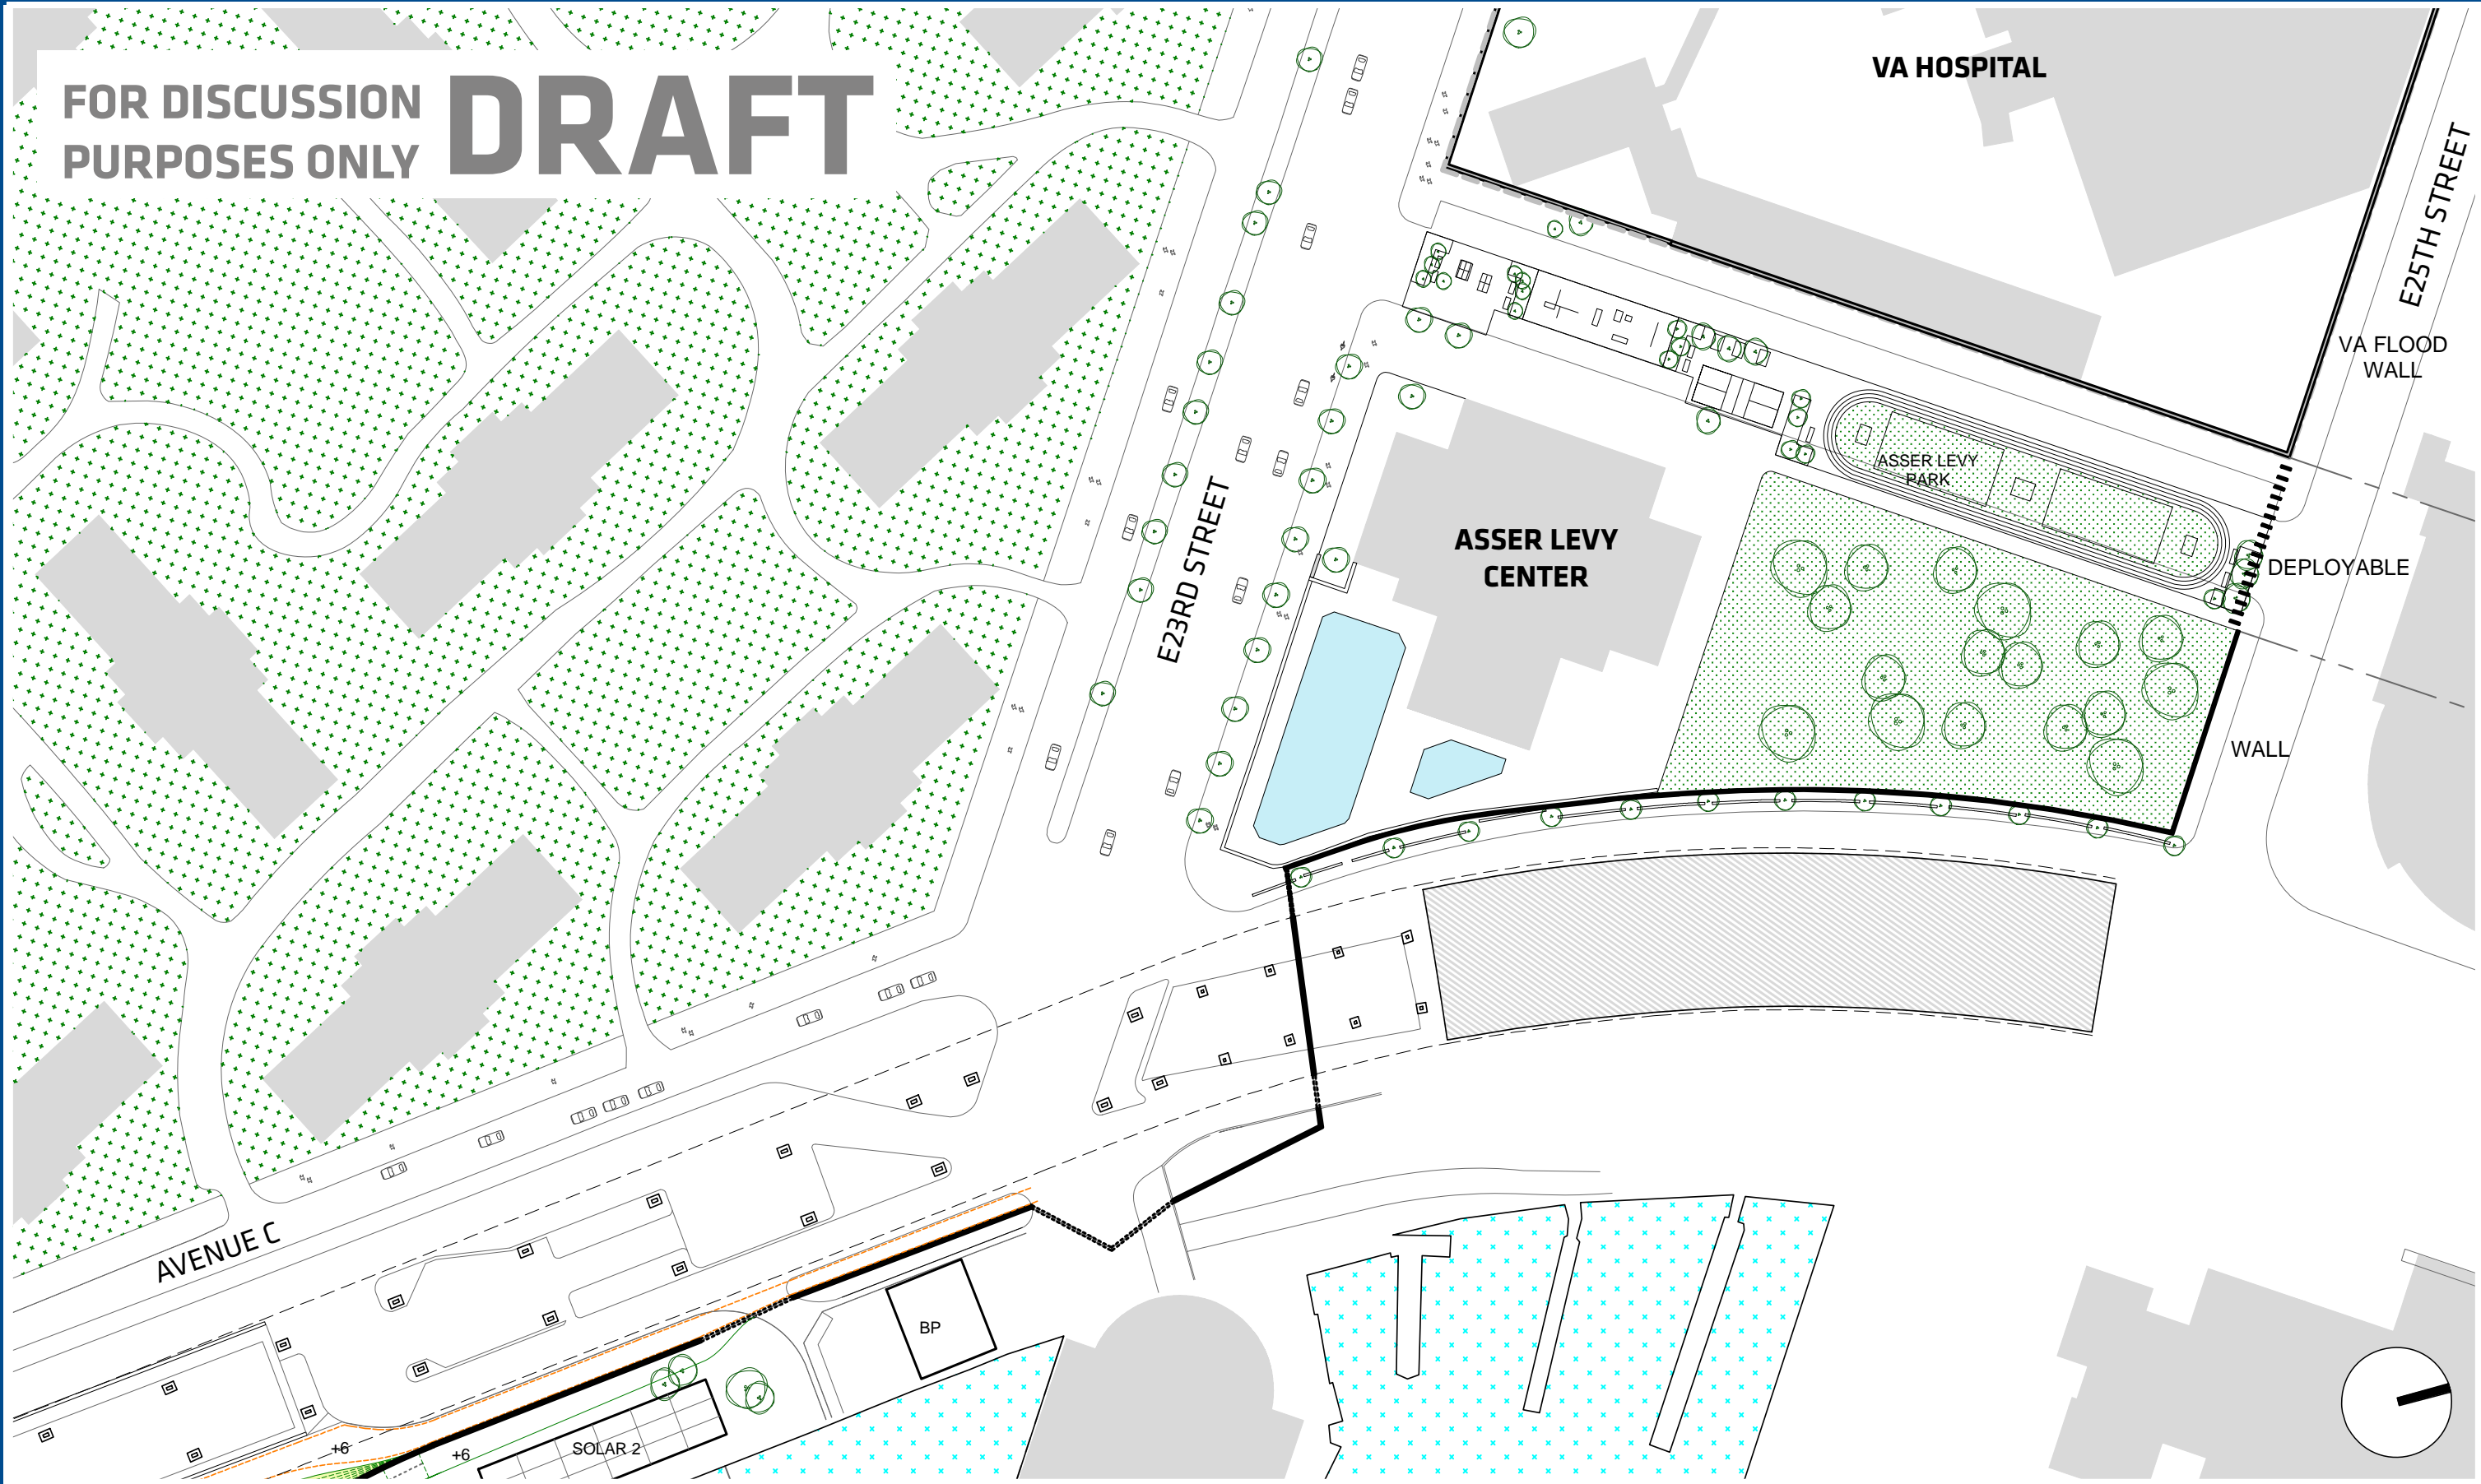 FOR DISCUSSION
PURPOSES ONLY
DRAFT
VA HOSPITAL
E25TH STREET
VA FLOOD
WALL
ASSER LEVY
PARK
E23RD STREET
ASSER LEVY
CENTER
DEPLOYABLE
WALL
AVENUE C
BP
+6
+6
SOLAR 2